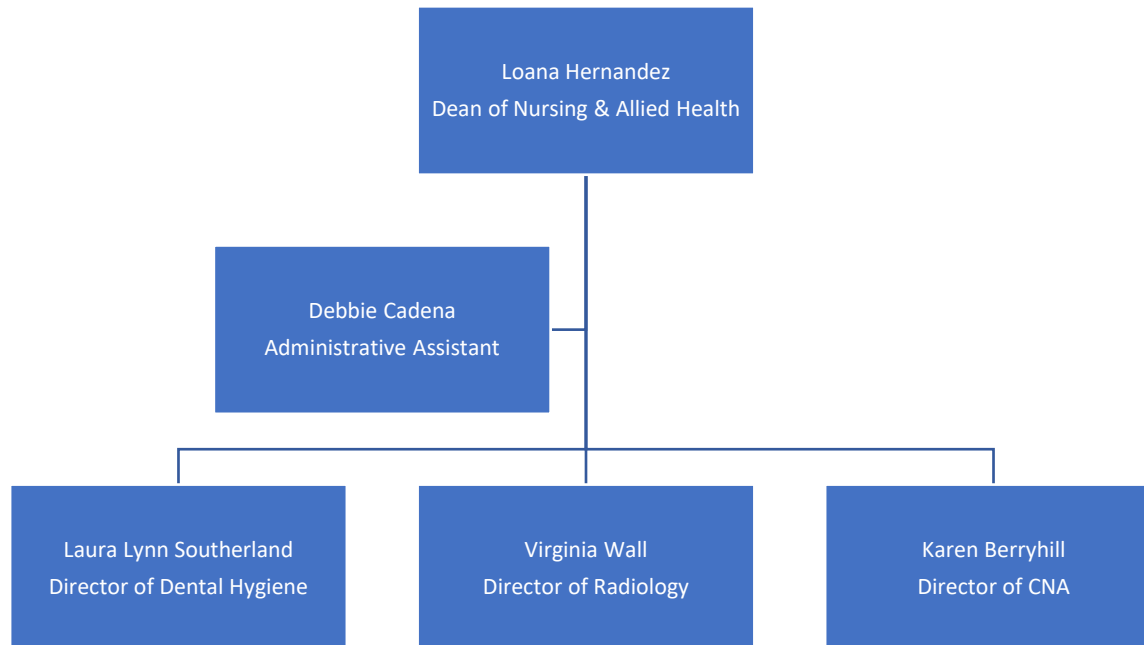 Loana Hernandez
Dean of Nursing & Allied Health
Debbie Cadena
Administrative Assistant
Laura Lynn Southerland
Director of Dental Hygiene
Virginia Wall
Director of Radiology
Karen Berryhill
Director of CNA